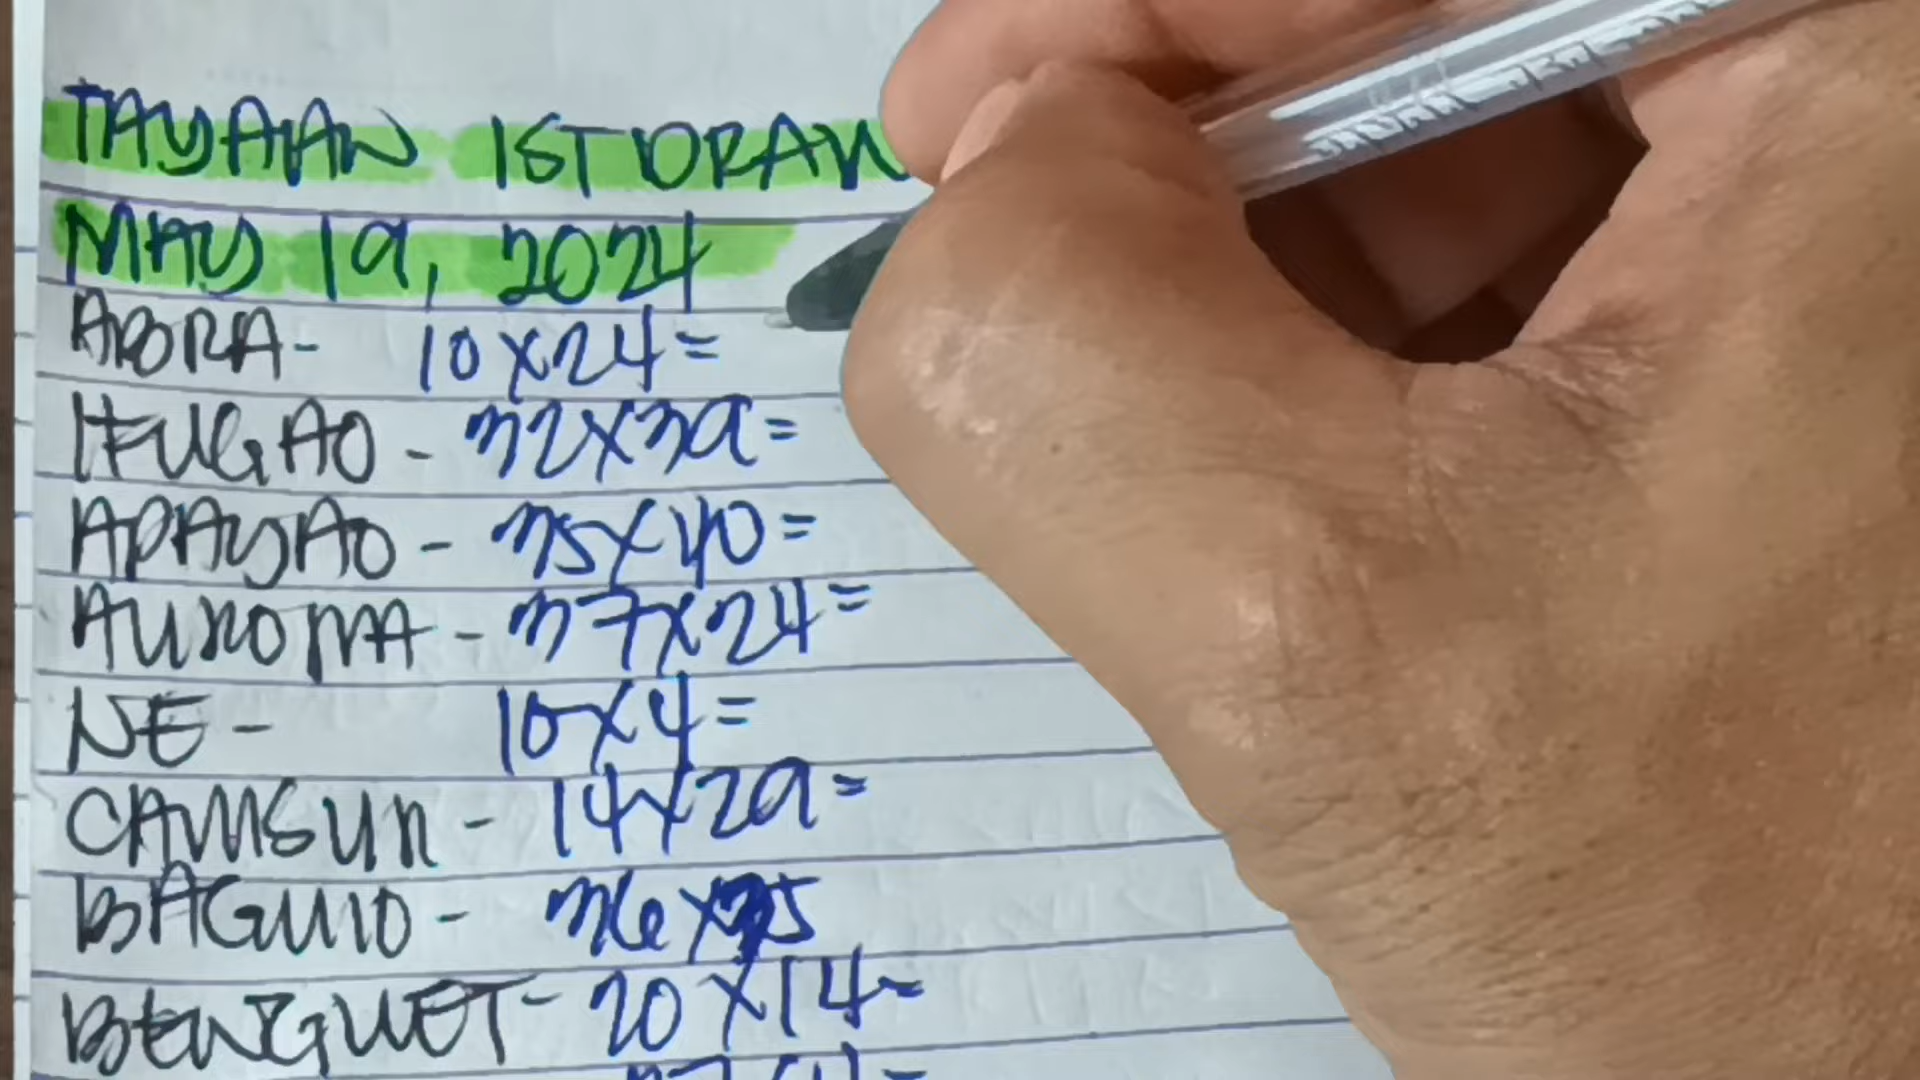 TAYAAN 1ST DRAW
MAY 19, 2024
ABRA- 10x24=
IFUGAO - 32x39=
APAYAO - 35x40=
AURORA - 37x24=
NE - 10x4=
CAMSUR - 14x29=
BAGUIO - 36x35
BENGUET- 20x14=